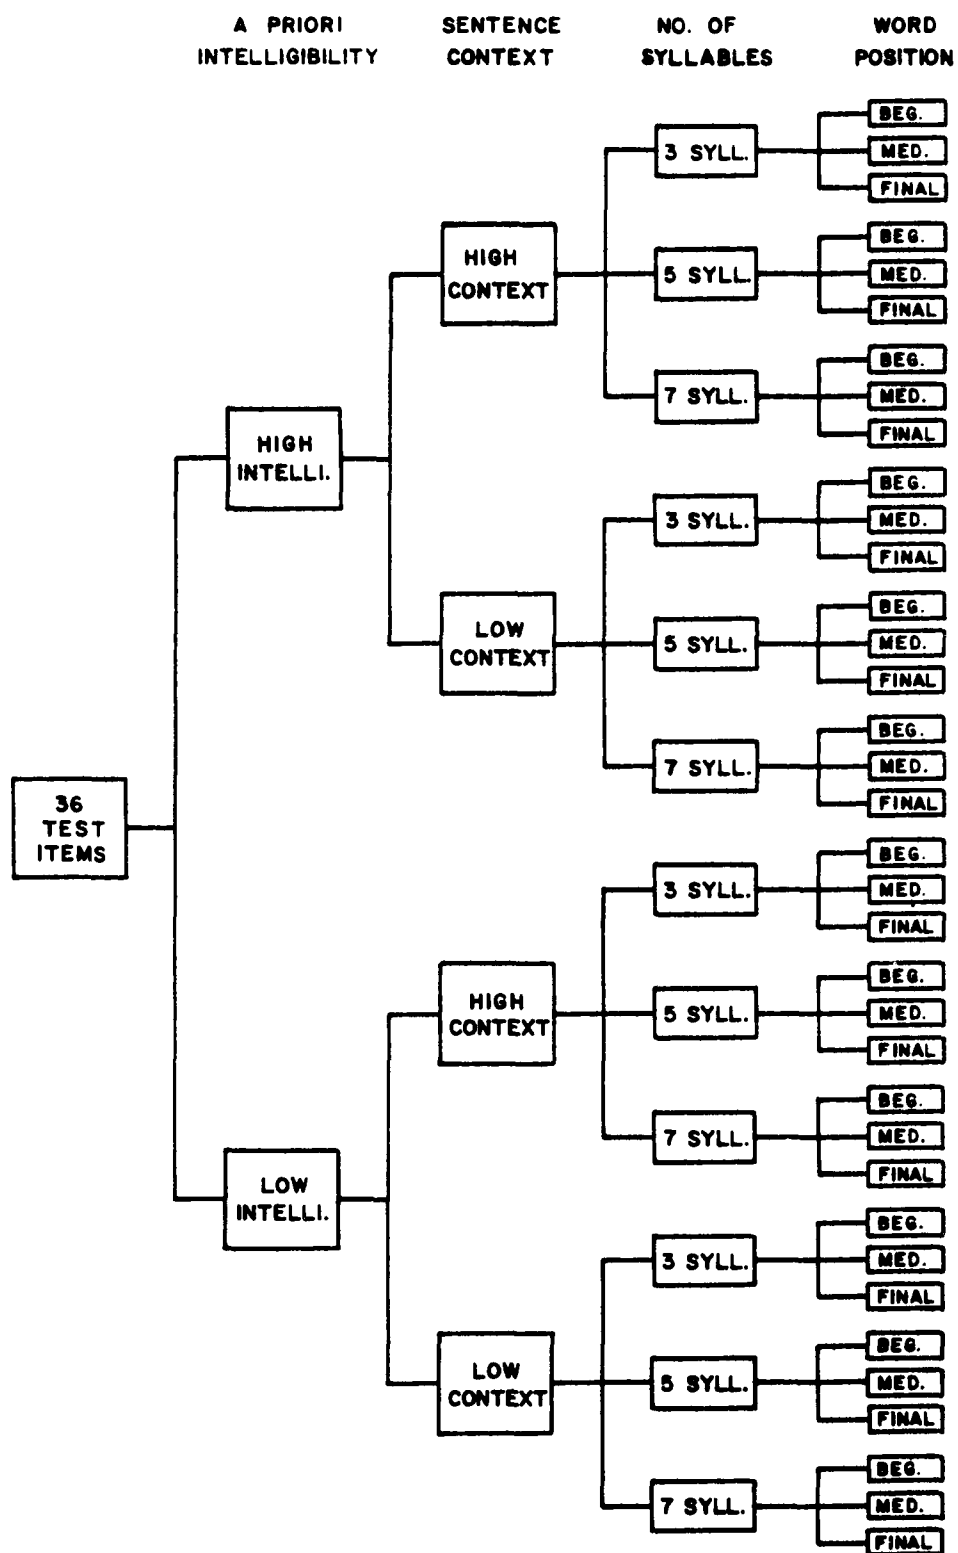 A PRIORI
INTELLIGIBILITY
SENTENCE
CONTEXT
NO. OF
SYLLABLES
WORD
POSITION
36
TEST
ITEMS
HIGH
INTELLI.
HIGH
CONTEXT
3 SYLL.
BEG.
MED.
FINAL
5 SYLL.
BEG.
MED.
FINAL
7 SYLL.
BEG.
MED.
FINAL
LOW
CONTEXT
3 SYLL.
BEG.
MED.
FINAL
5 SYLL.
BEG.
MED.
FINAL
7 SYLL.
BEG.
MED.
FINAL
LOW
INTELLI.
HIGH
CONTEXT
3 SYLL.
BEG.
MED.
FINAL
5 SYLL.
BEG.
MED.
FINAL
7 SYLL.
BEG.
MED.
FINAL
LOW
CONTEXT
3 SYLL.
BEG.
MED.
FINAL
5 SYLL.
BEG.
MED.
FINAL
7 SYLL.
BEG.
MED.
FINAL